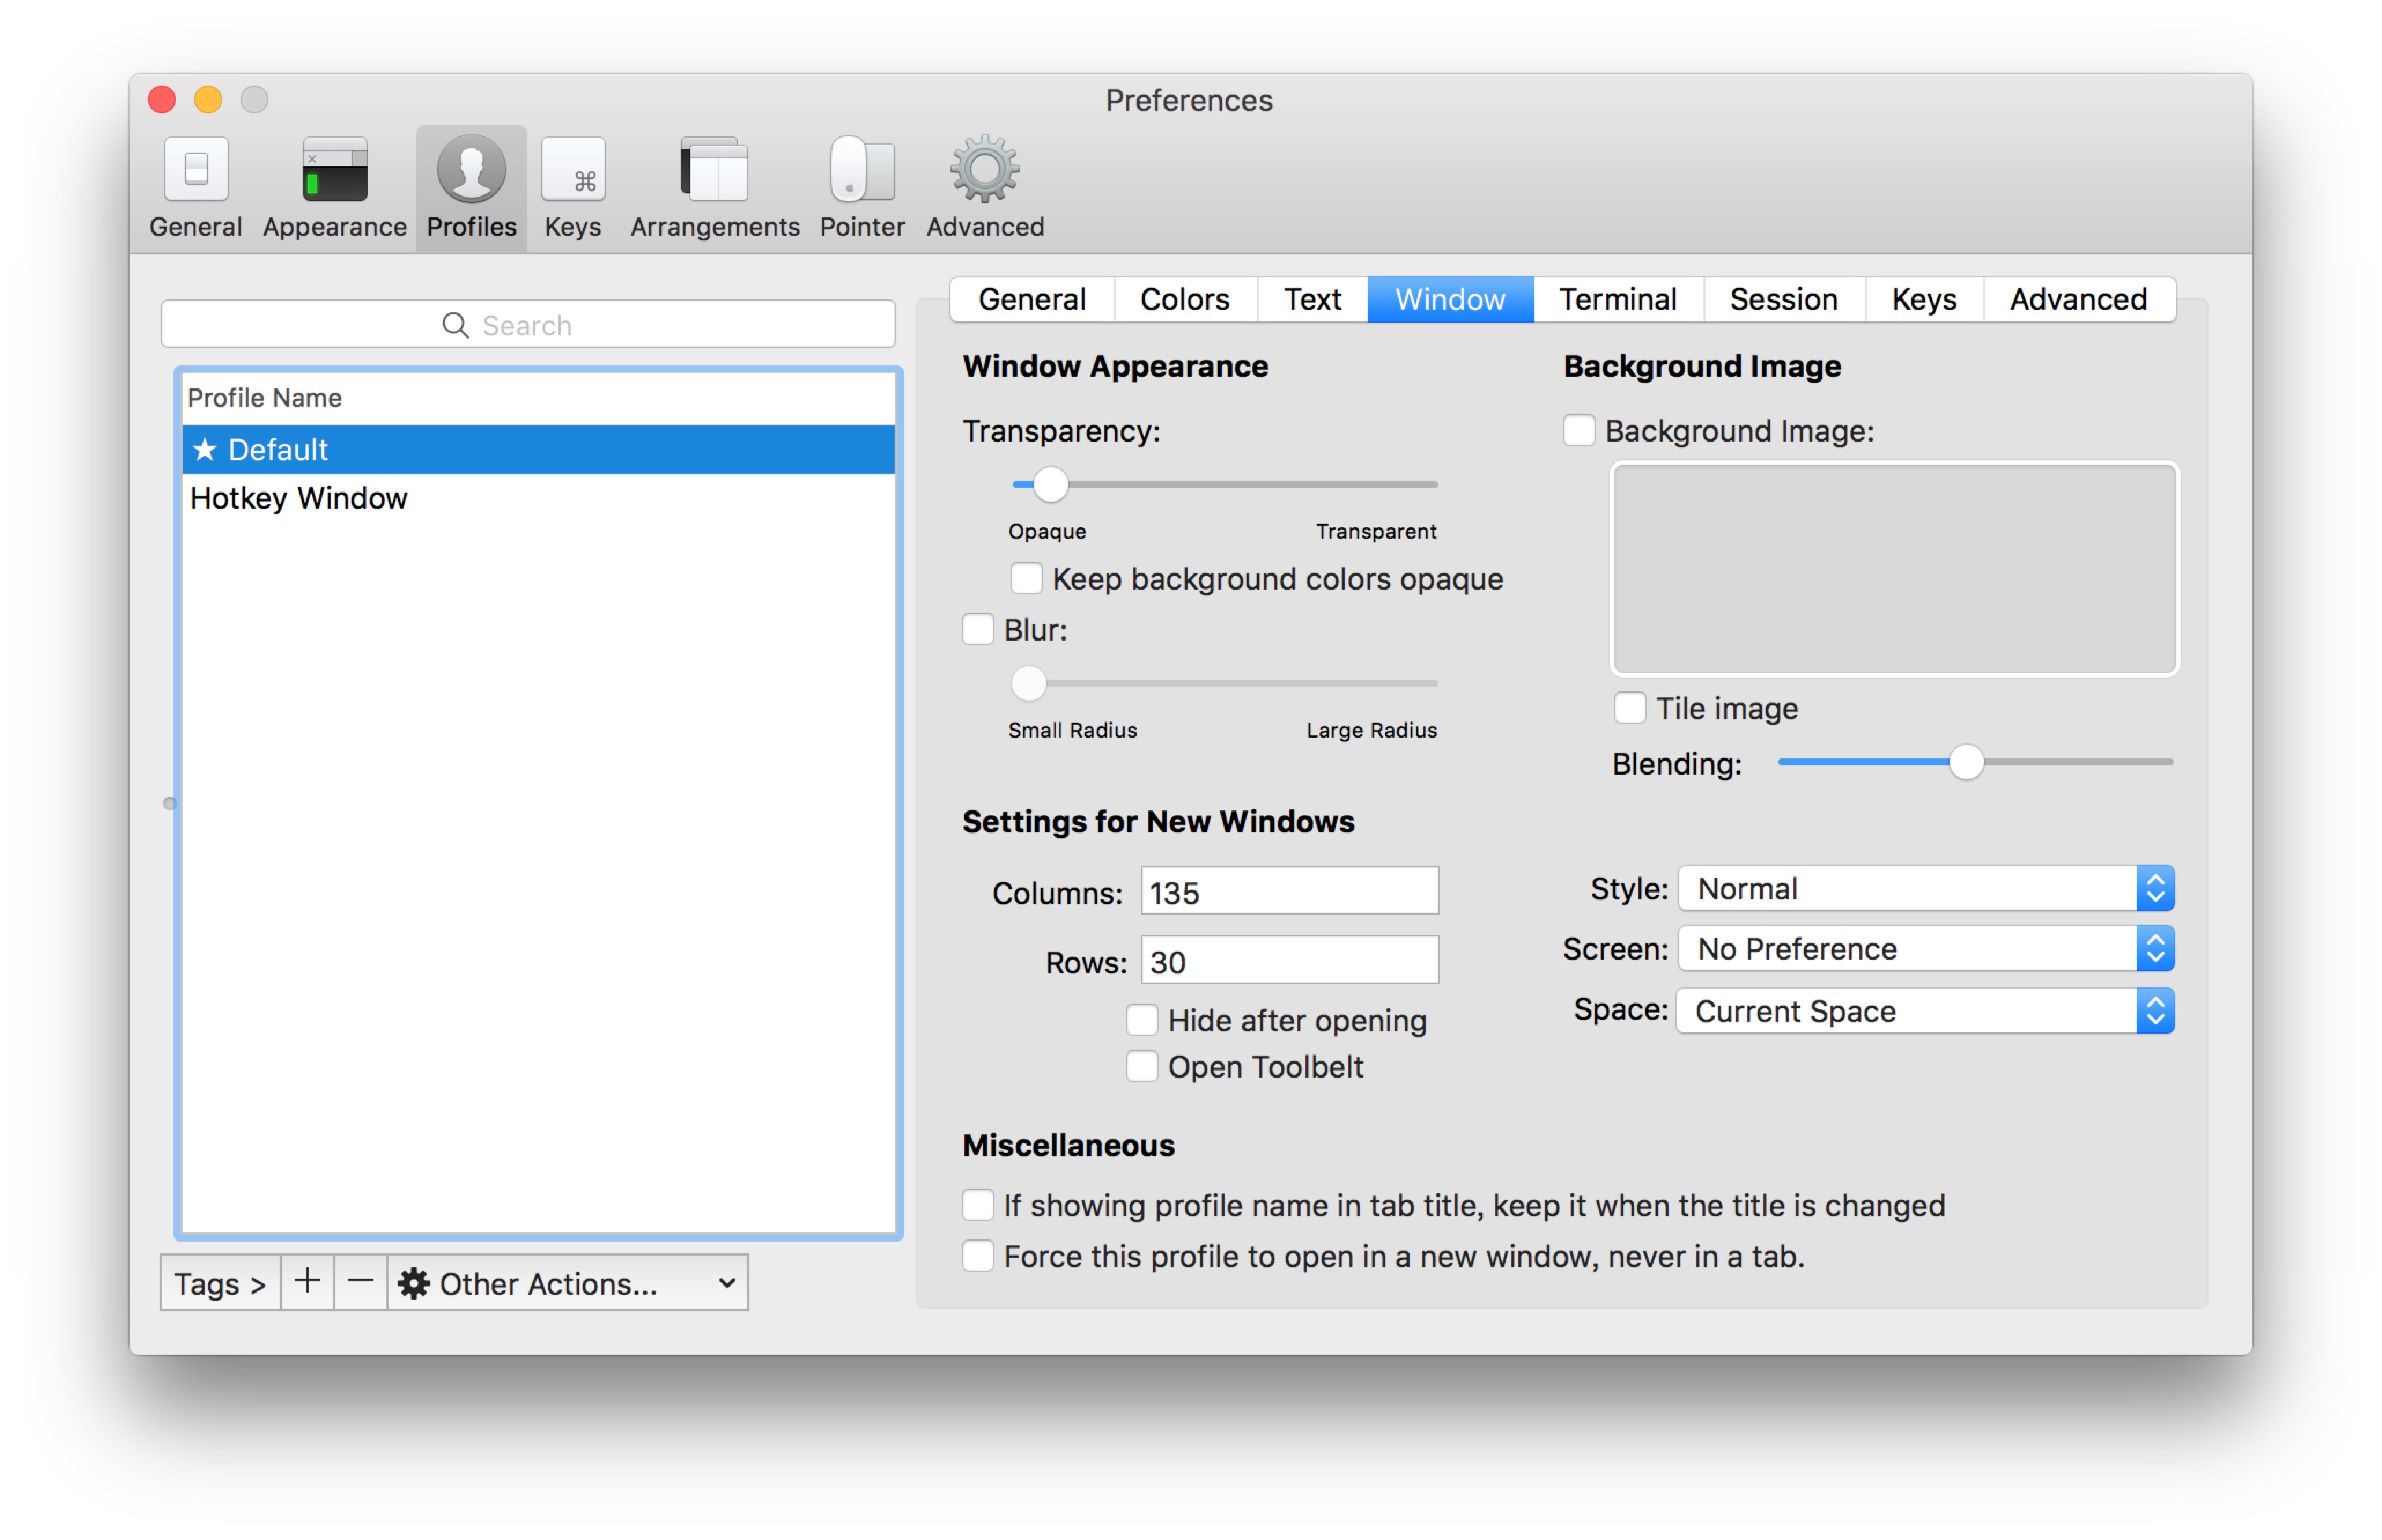 Preferences
General Appearance Profiles Keys Arrangements Pointer Advanced
Search
Profile Name
★ Default
Hotkey Window
Tags > + − Other Actions...
General Colors Text Window Terminal Session Keys Advanced
Window Appearance
Transparency:
Opaque Transparent
Keep background colors opaque
Blur:
Small Radius Large Radius
Background Image
Background Image:
Tile image
Blending:
Settings for New Windows
Columns: 135
Rows: 30
Hide after opening
Open Toolbelt
Style: Normal
Screen: No Preference
Space: Current Space
Miscellaneous
If showing profile name in tab title, keep it when the title is changed
Force this profile to open in a new window, never in a tab.